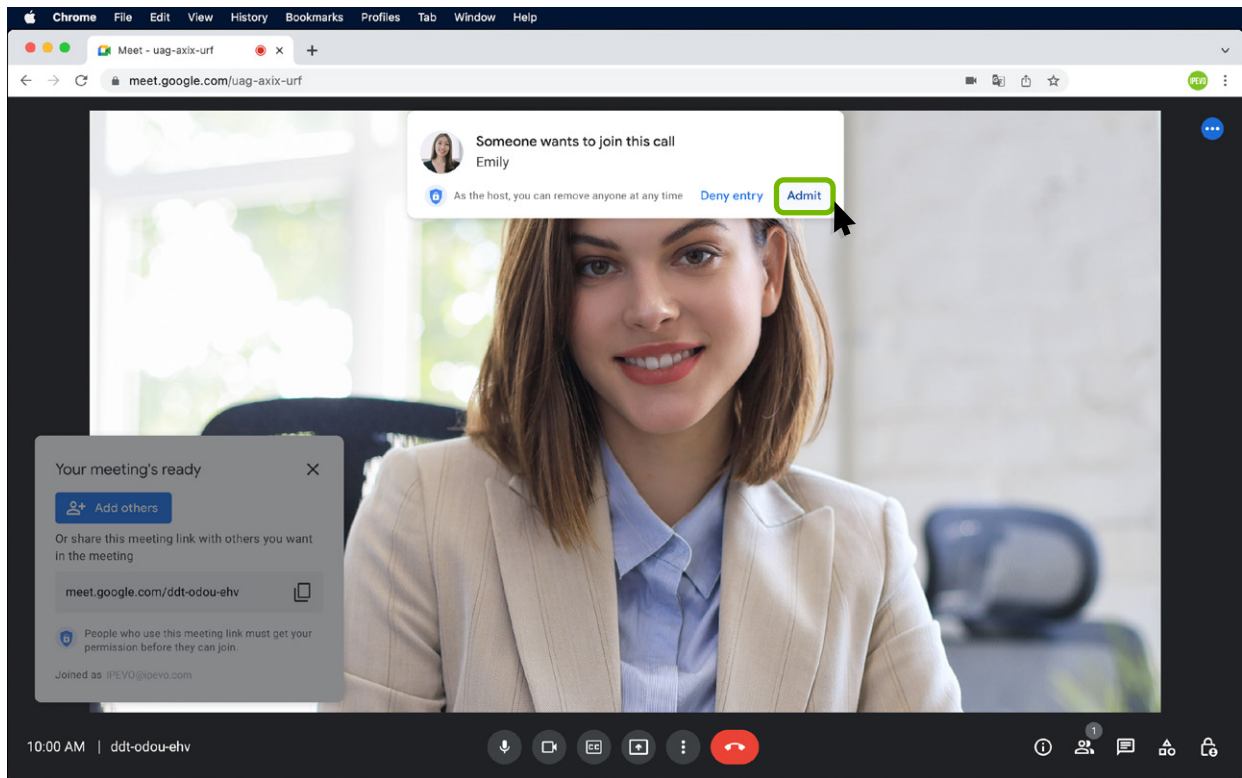 Chrome File Edit View History Bookmarks Profiles Tab Window Help
Meet - uag-axix-urf
meet.google.com/uag-axix-urf
IPEVO
Someone wants to join this call
Emily
As the host, you can remove anyone at any time Deny entry Admit
Your meeting's ready
Add others
Or share this meeting link with others you want
in the meeting
meet.google.com/ddt-odou-ehv
People who use this meeting link must get your
permission before they can join.
Joined as IPEVO@ipevo.com
10:00 AM | ddt-odou-ehv
CC
1